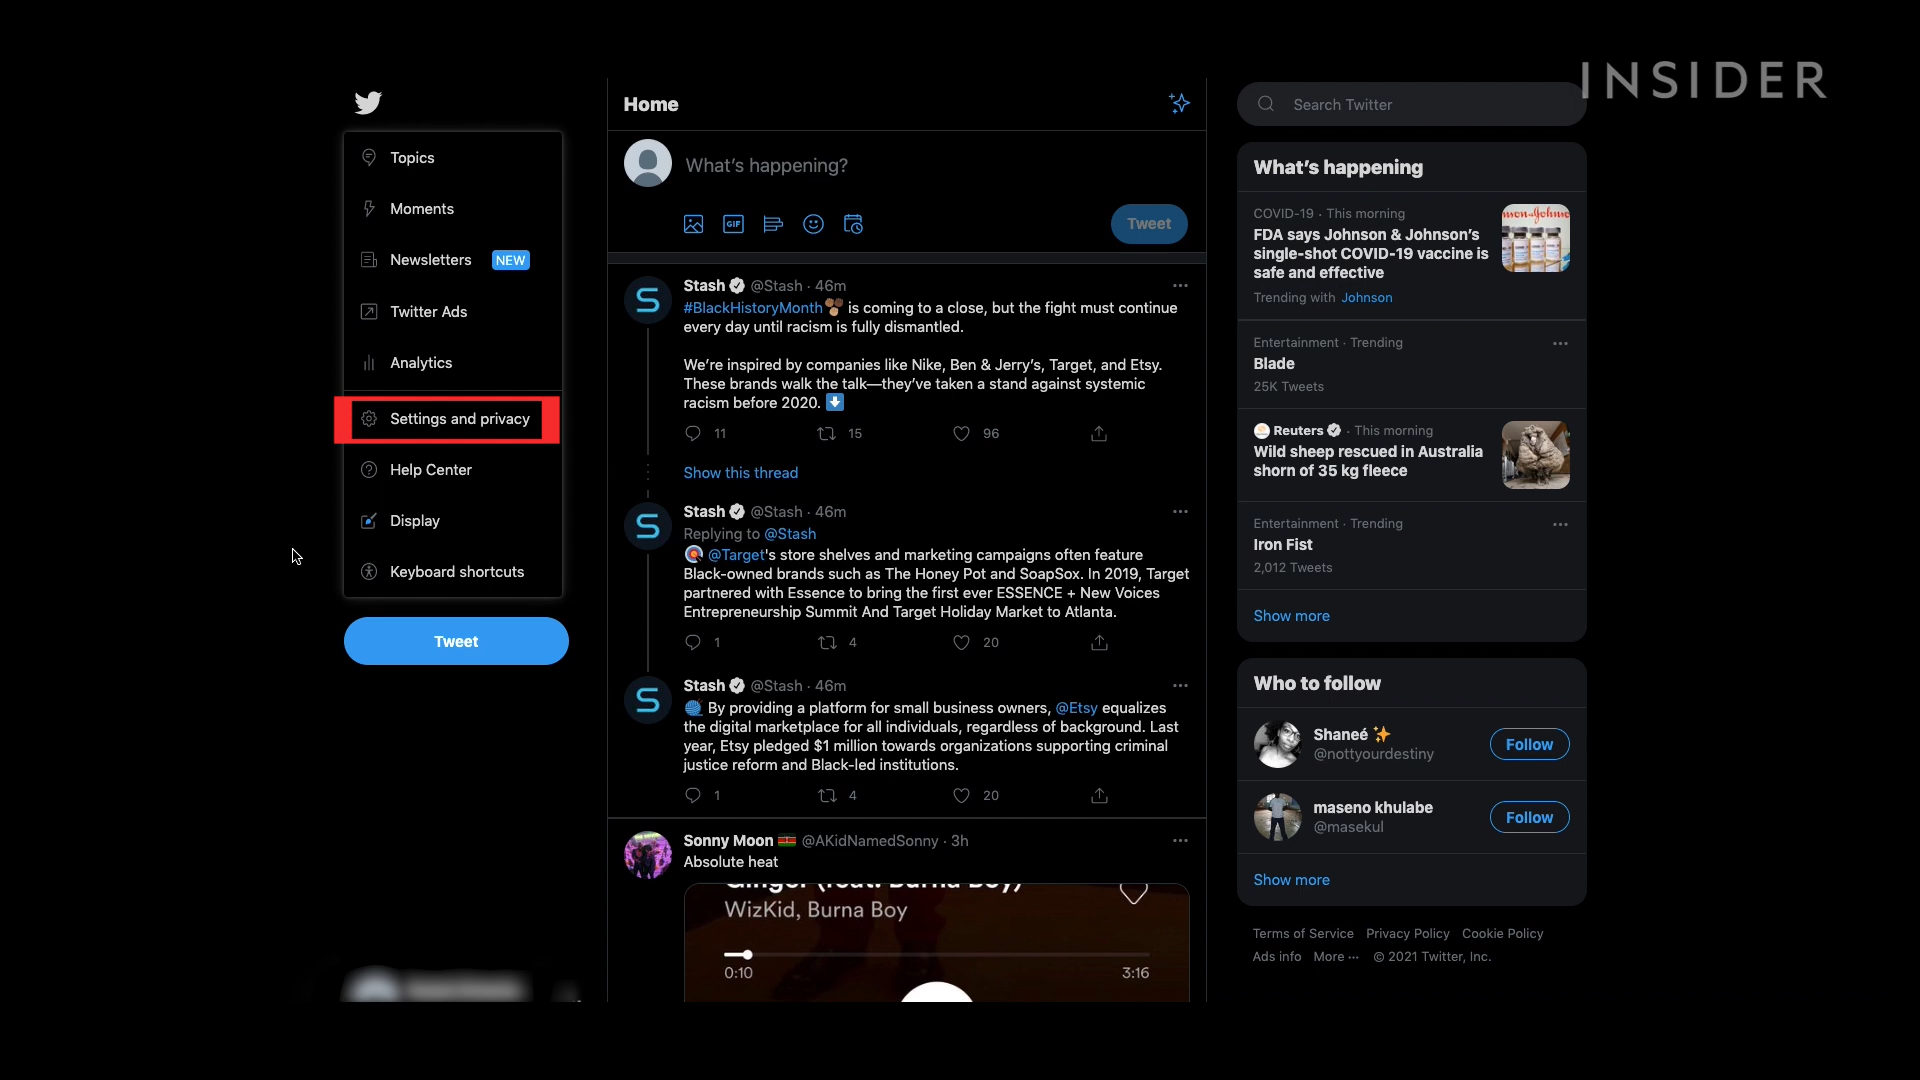 INSIDER
Topics
Moments
Newsletters NEW
Twitter Ads
Analytics
Settings and privacy
Help Center
Display
Keyboard shortcuts
Tweet
Home
What's happening?
GIF
Tweet
Stash @Stash · 46m
#BlackHistoryMonth is coming to a close, but the fight must continue
every day until racism is fully dismantled.
We're inspired by companies like Nike, Ben & Jerry's, Target, and Etsy.
These brands walk the talk—they've taken a stand against systemic
racism before 2020.
11 15 96
Show this thread
Stash @Stash · 46m
Replying to @Stash
@Target's store shelves and marketing campaigns often feature
Black-owned brands such as The Honey Pot and SoapSox. In 2019, Target
partnered with Essence to bring the first ever ESSENCE + New Voices
Entrepreneurship Summit And Target Holiday Market to Atlanta.
1 4 20
Stash @Stash · 46m
By providing a platform for small business owners, @Etsy equalizes
the digital marketplace for all individuals, regardless of background. Last
year, Etsy pledged $1 million towards organizations supporting criminal
justice reform and Black-led institutions.
1 4 20
Sonny Moon @AKidNamedSonny · 3h
Absolute heat
Ginger (feat. Burna Boy)
WizKid, Burna Boy
0:10 3:16
Search Twitter
What's happening
COVID-19 · This morning
FDA says Johnson & Johnson's
single-shot COVID-19 vaccine is
safe and effective
Trending with Johnson
Entertainment · Trending
Blade
25K Tweets
Reuters · This morning
Wild sheep rescued in Australia
shorn of 35 kg fleece
Entertainment · Trending
Iron Fist
2,012 Tweets
Show more
Who to follow
Shaneé
@nottyourdestiny
Follow
maseno khulabe
@masekul
Follow
Show more
Terms of Service Privacy Policy Cookie Policy
Ads info More ··· © 2021 Twitter, Inc.